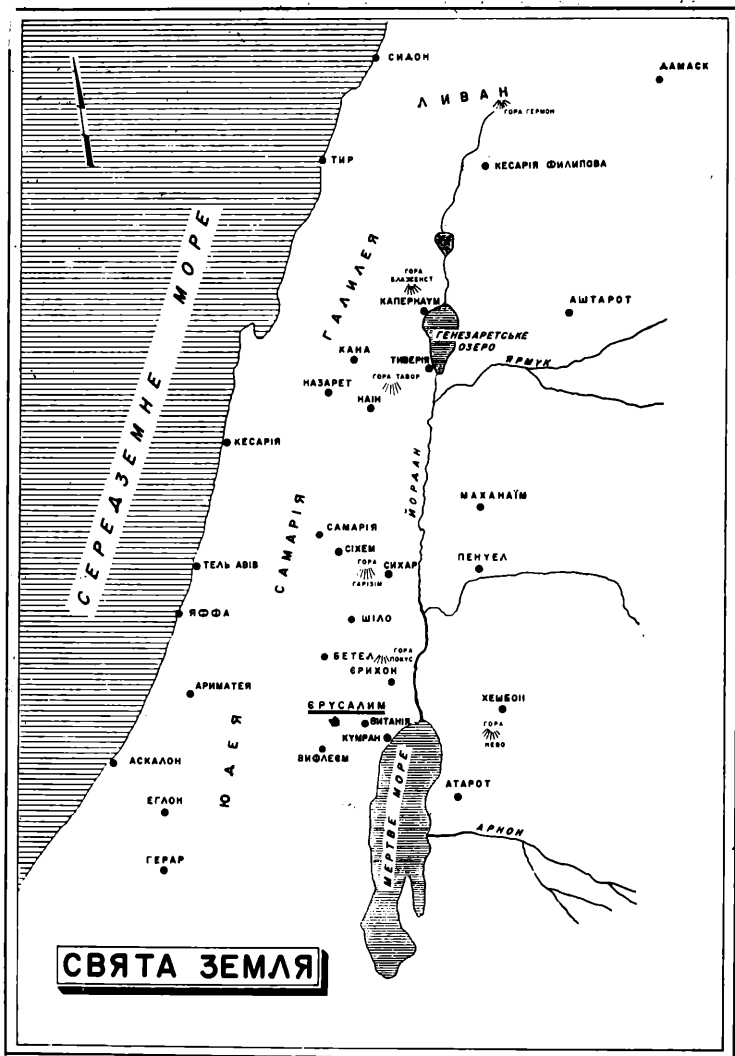 СИДОН
ДАМАСК
ЛИВАН
ГОРА ГЕРМОН
ТИР
КЕСАРІЯ ФИЛИПОВА
СЕРЕДЗЕМНЕ МОРЕ
ГАЛИЛЕЯ
ГОРА
БЛАЖЕНСТ
КАПЕРНАУМ
АШТАРОТ
ГЕНЕЗАРЕТСЬКЕ
ОЗЕРО
КАНА
ТИВЕРІЯ
ЯРМУК
ГОРА ТАВОР
НАЗАРЕТ
НАІН
КЕСАРІЯ
ЙОРДАН
МАХАНАЇМ
САМАРІЯ
САМАРІЯ
СІХЕМ
ПЕНУЕЛ
ТЕЛЬ АВІВ
ГОРА
ГАРІЗІМ
СИХАР
ЯФФА
ШІЛО
БЕТЕЛ
ГОРА
ПОКУС
ЄРИХОН
АРИМАТЕЯ
ЄРУСАЛИМ
ВИТАНІЯ
КУМРАН
ВИФЛЕЄМ
ГОРА
НЕВО
ЮДЕЯ
АСКАЛОН
МЕРТВЕ МОРЕ
АТАРОТ
ЕГЛОН
АРНОН
ГЕРАР
СВЯТА ЗЕМЛЯ